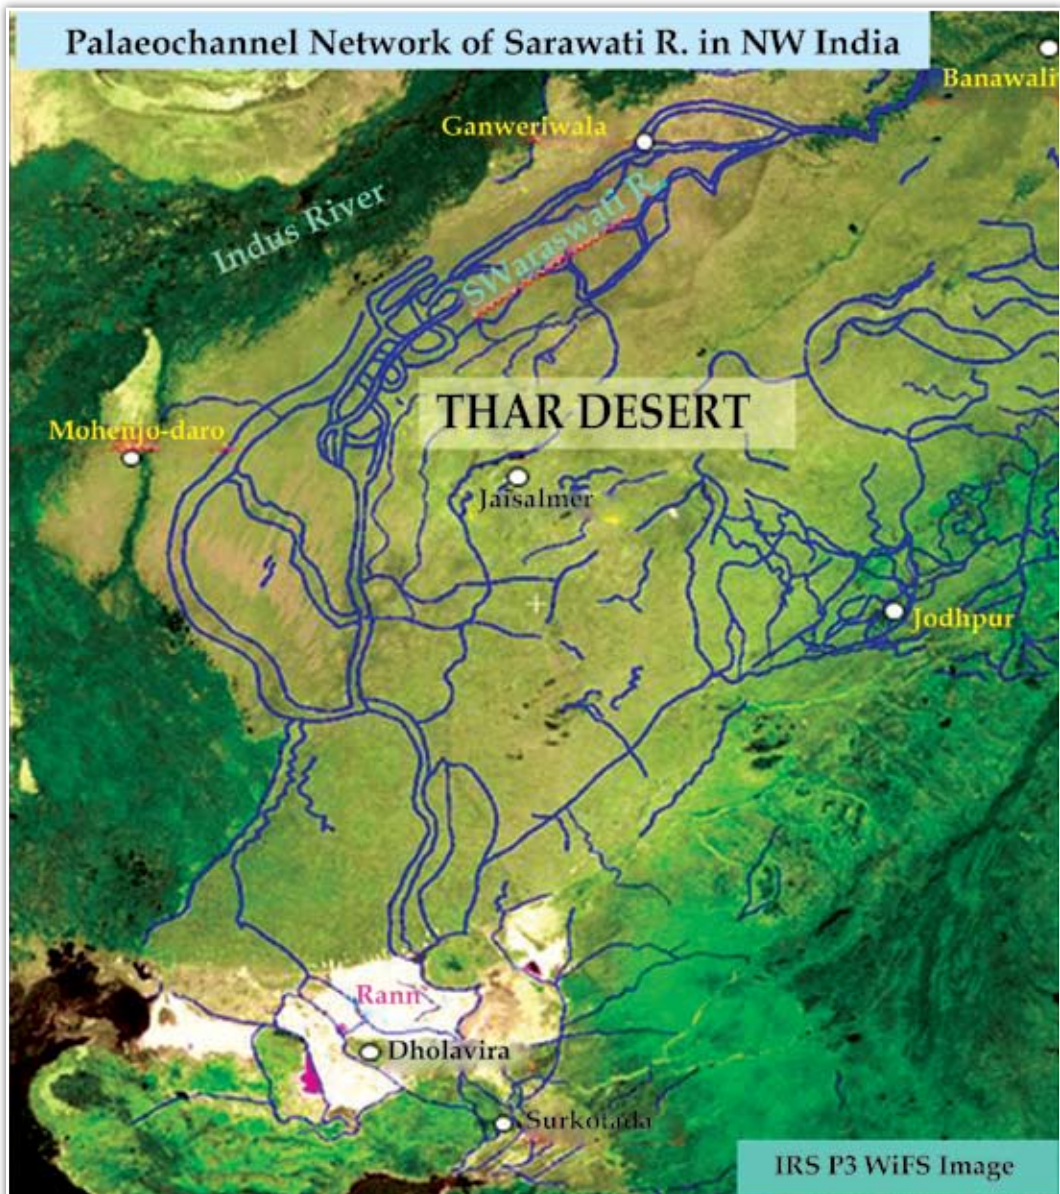 Palaeochannel Network of Sarawati R. in NW India
Banawali
Ganweriwala
Indus River
SWaraswati R.
THAR DESERT
Mohenjo-daro
Jaisalmer
Jodhpur
Rann
Dholavira
Surkotada
IRS P3 WiFS Image